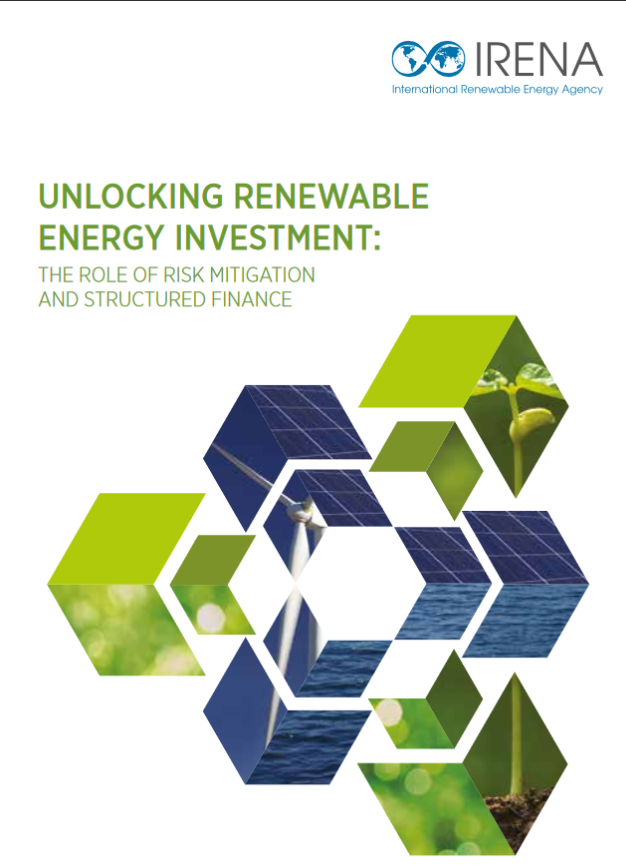 IRENA
International Renewable Energy Agency
UNLOCKING RENEWABLE
ENERGY INVESTMENT:
THE ROLE OF RISK MITIGATION
AND STRUCTURED FINANCE